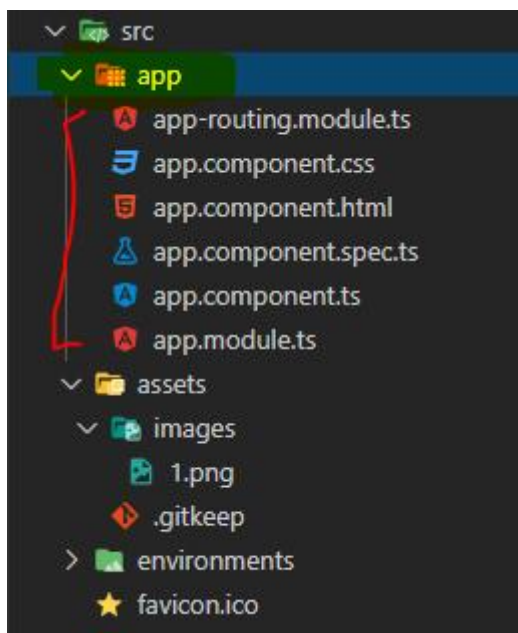 src
app
app-routing.module.ts
app.component.css
app.component.html
app.component.spec.ts
app.component.ts
app.module.ts
assets
images
1.png
.gitkeep
environments
favicon.ico